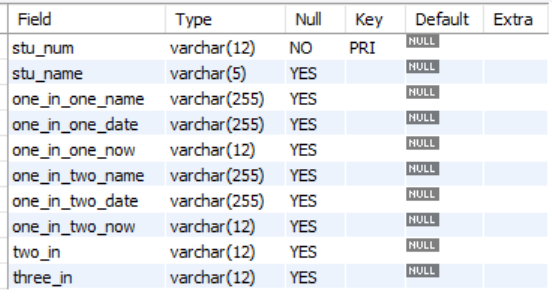 Field Type Null Key Default Extra
stu_num varchar(12) NO PRI NULL
stu_name varchar(5) YES NULL
one_in_one_name varchar(255) YES NULL
one_in_one_date varchar(255) YES NULL
one_in_one_now varchar(12) YES NULL
one_in_two_name varchar(255) YES NULL
one_in_two_date varchar(255) YES NULL
one_in_two_now varchar(12) YES NULL
two_in varchar(12) YES NULL
three_in varchar(12) YES NULL